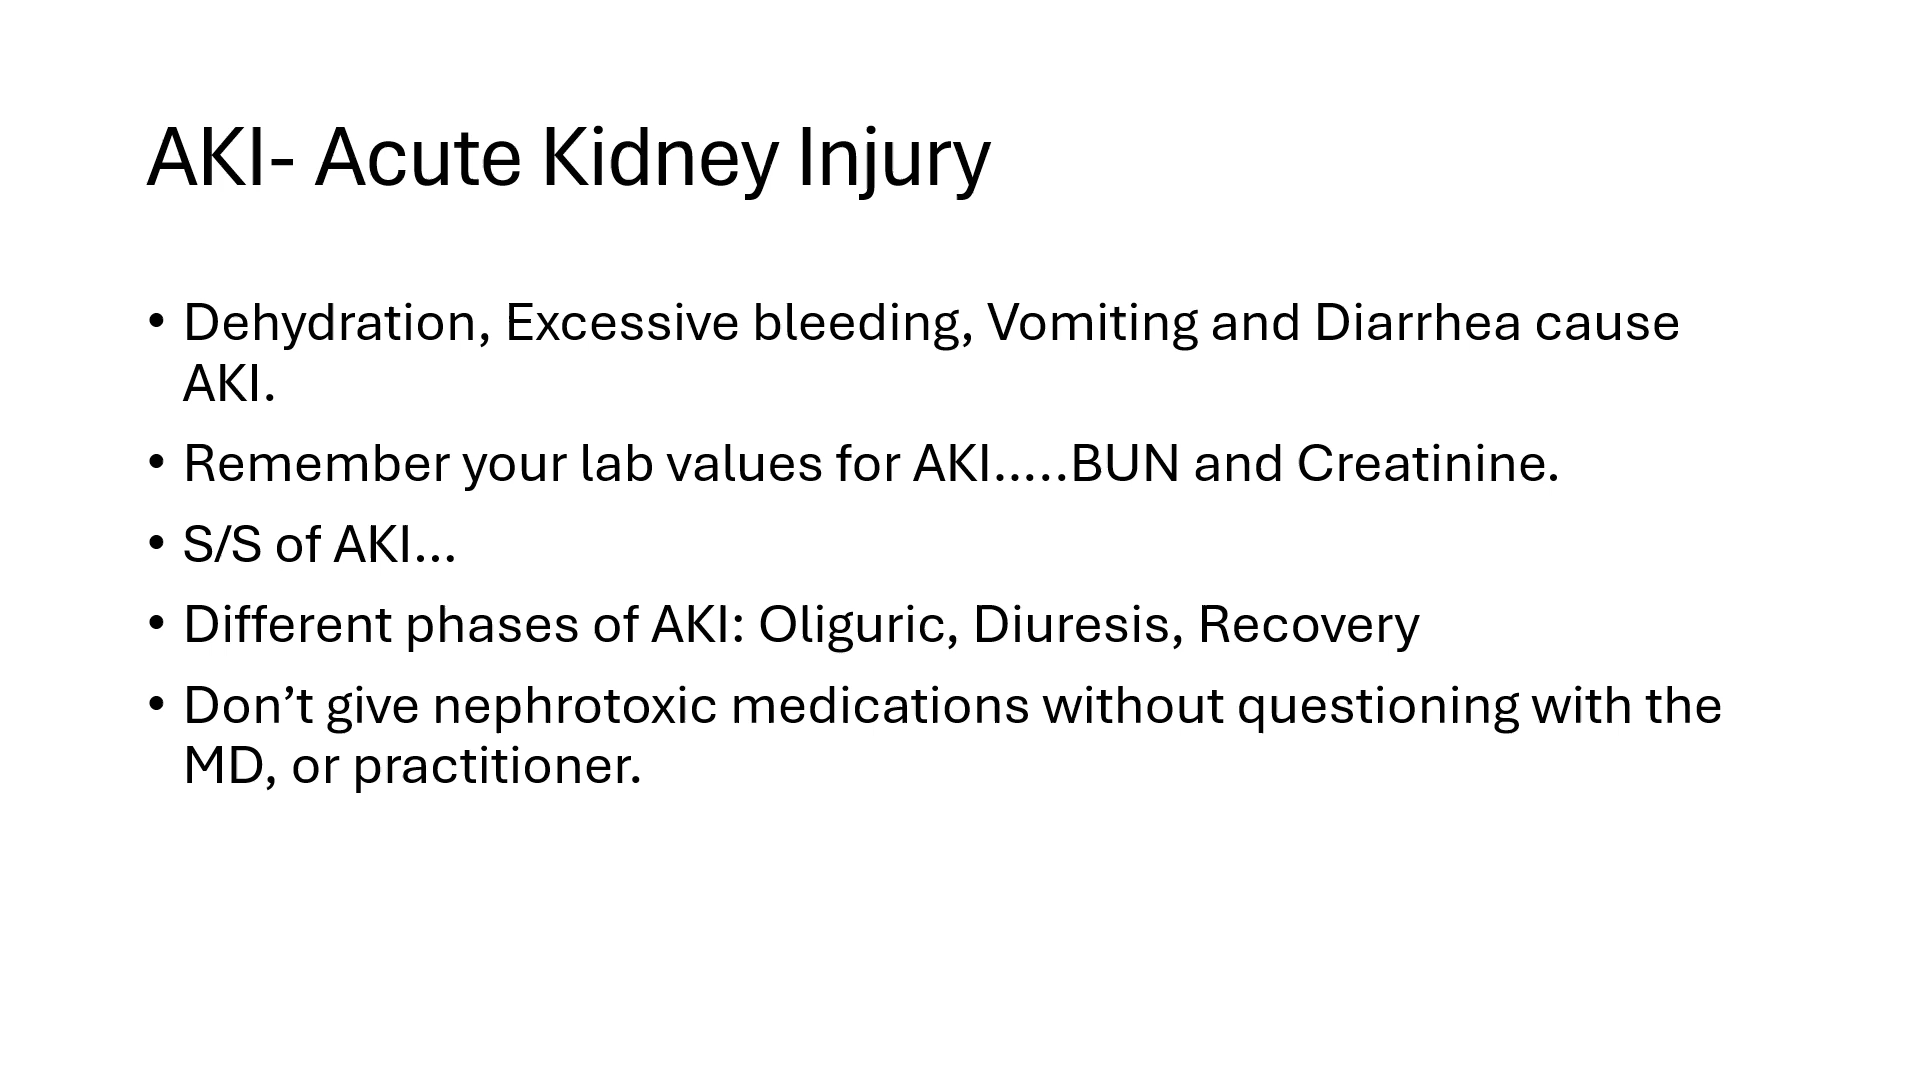 AKI- Acute Kidney Injury
• Dehydration, Excessive bleeding, Vomiting and Diarrhea cause
AKI.
• Remember your lab values for AKI…..BUN and Creatinine.
• S/S of AKI…
• Different phases of AKI: Oliguric, Diuresis, Recovery
• Don’t give nephrotoxic medications without questioning with the
MD, or practitioner.